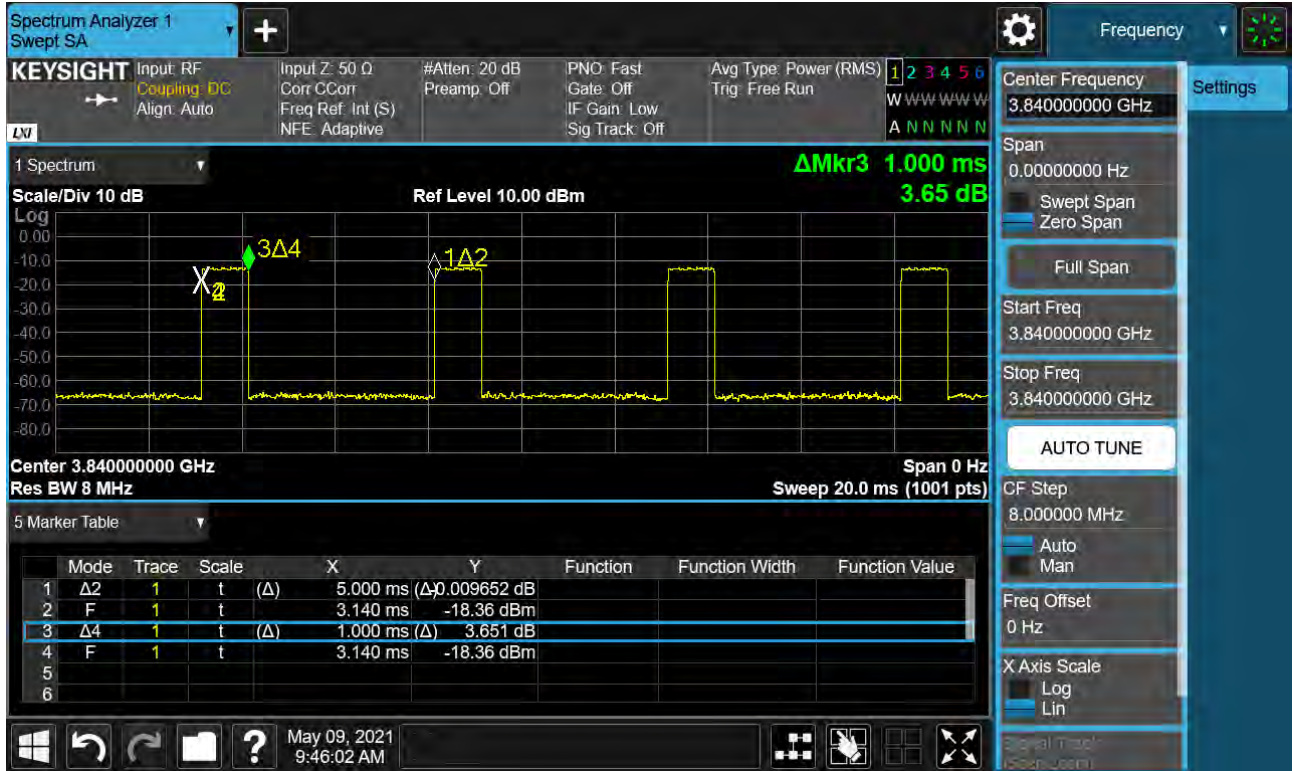 Spectrum Analyzer 1
Swept SA
+
Frequency
KEYSIGHT
Input: RF
Coupling: DC
Align: Auto
LXI
Input Z: 50 Ω
Corr CCorr
Freq Ref: Int (S)
NFE: Adaptive
#Atten: 20 dB
Preamp: Off
PNO: Fast
Gate: Off
IF Gain: Low
Sig Track: Off
Avg Type: Power (RMS)
Trig: Free Run
1 2 3 4 5 6
W W W W W W
A N N N N N
Center Frequency
3.840000000 GHz
Settings
1 Spectrum
ΔMkr3 1.000 ms
3.65 dB
Scale/Div 10 dB
Ref Level 10.00 dBm
Log
0.00
-10.0
-20.0
-30.0
-40.0
-50.0
-60.0
-70.0
-80.0
3Δ4
1Δ2
Center 3.840000000 GHz
Span 0 Hz
Res BW 8 MHz
Sweep 20.0 ms (1001 pts)
Span
0.00000000 Hz
Swept Span
Zero Span
Full Span
Start Freq
3.840000000 GHz
Stop Freq
3.840000000 GHz
AUTO TUNE
CF Step
8.000000 MHz
Auto
Man
Freq Offset
0 Hz
X Axis Scale
Log
Lin
5 Marker Table
Mode Trace Scale X Y Function Function Width Function Value
1 Δ2 1 t (Δ) 5.000 ms (Δ) 0.009652 dB
2 F 1 t 3.140 ms -18.36 dBm
3 Δ4 1 t (Δ) 1.000 ms (Δ) 3.651 dB
4 F 1 t 3.140 ms -18.36 dBm
5
6
?
May 09, 2021
9:46:02 AM